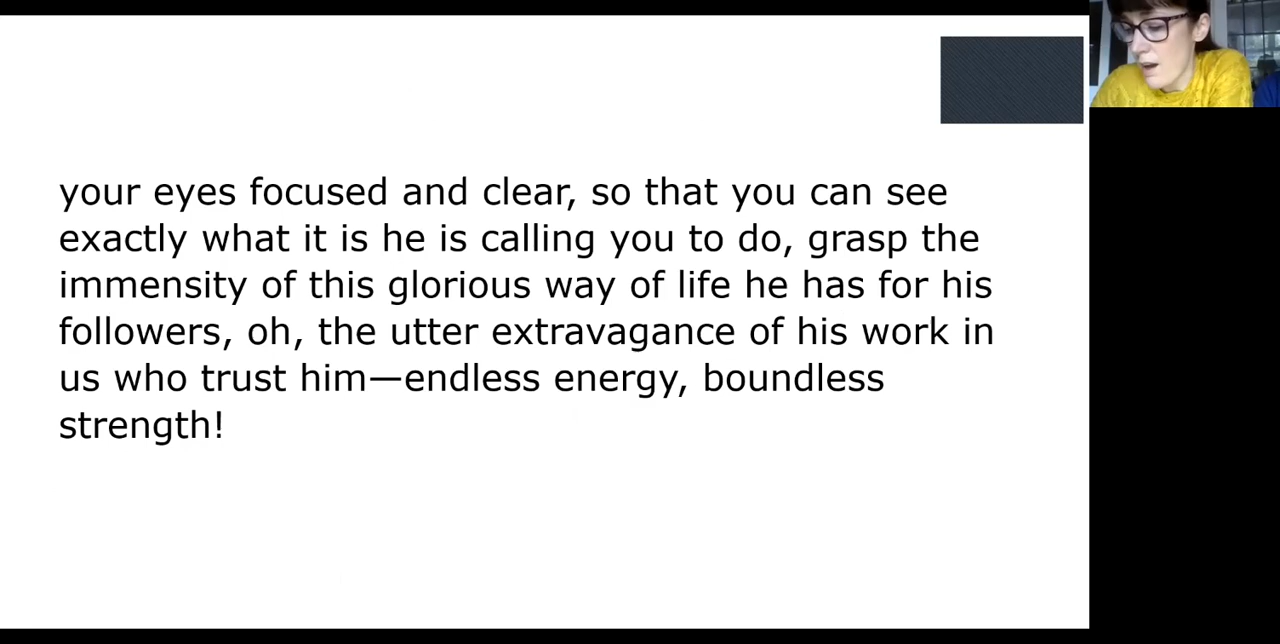 your eyes focused and clear, so that you can see
exactly what it is he is calling you to do, grasp the
immensity of this glorious way of life he has for his
followers, oh, the utter extravagance of his work in
us who trust him—endless energy, boundless
strength!